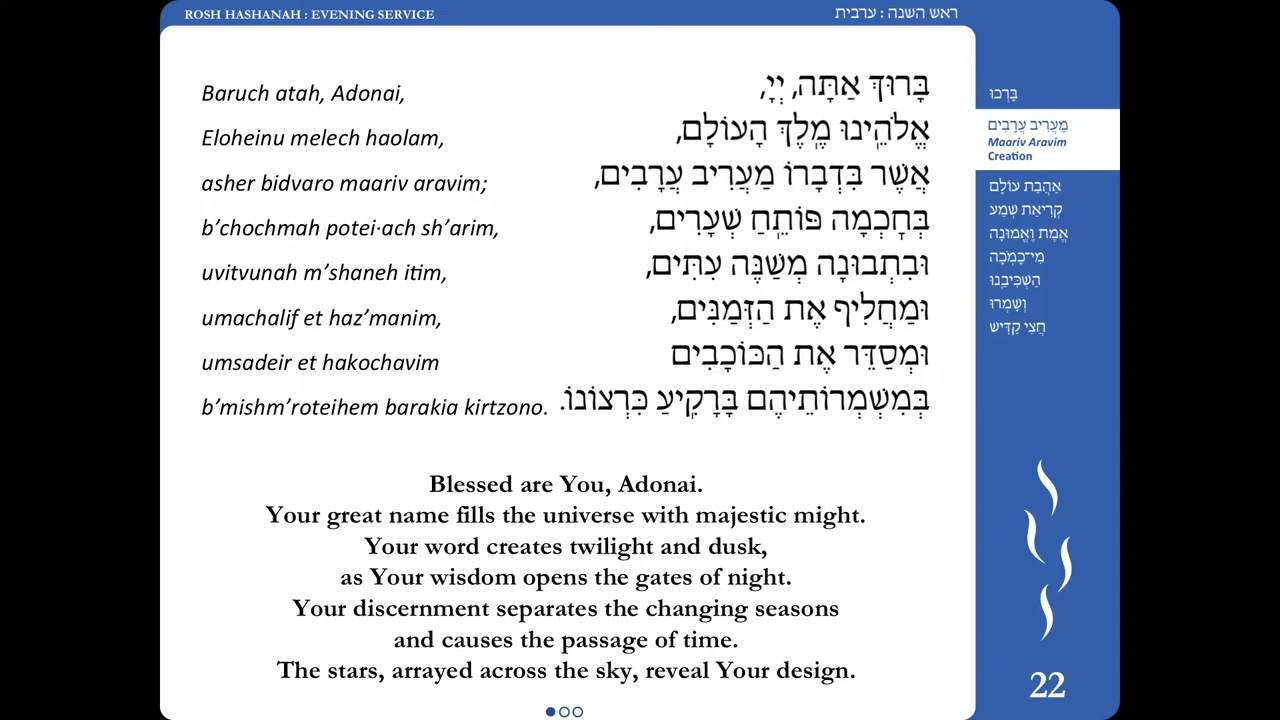 ROSH HASHANAH : EVENING SERVICE
ראש השנה : ערבית
Baruch atah, Adonai,
Eloheinu melech haolam,
asher bidvaro maariv aravim;
b’chochmah potei·ach sh’arim,
uvitvunah m’shaneh itim,
umachalif et haz’manim,
umsadeir et hakochavim
b’mishm’roteihem barakia kirtzono.
בָּרוּךְ אַתָּה, יְיָ,
אֱלֹהֵֽינוּ מֶֽלֶךְ הָעוֹלָם,
אֲשֶׁר בִּדְבָרוֹ מַעֲרִיב עֲרָבִים,
בְּחָכְמָה פּוֹתֵֽחַ שְׁעָרִים,
וּבִתְבוּנָה מְשַׁנֶּה עִתִּים,
וּמַחֲלִיף אֶת הַזְּמַנִּים,
וּמְסַדֵּר אֶת הַכּוֹכָבִים
בְּמִשְׁמְרוֹתֵיהֶם בָּרָקִֽיעַ כִּרְצוֹנוֹ.
Blessed are You, Adonai.
Your great name fills the universe with majestic might.
Your word creates twilight and dusk,
as Your wisdom opens the gates of night.
Your discernment separates the changing seasons
and causes the passage of time.
The stars, arrayed across the sky, reveal Your design.
בָּרְכוּ
מַעֲרִיב עֲרָבִים
Maariv Aravim
Creation
אַהֲבַת עוֹלָם
קְרִיאַת שְׁמַע
אֱמֶת וֶאֱמוּנָה
מִי־כָמֹֽכָה
הַשְׁכִּיבֵֽנוּ
וְשָׁמְרוּ
חֲצִי קַדִּישׁ
22